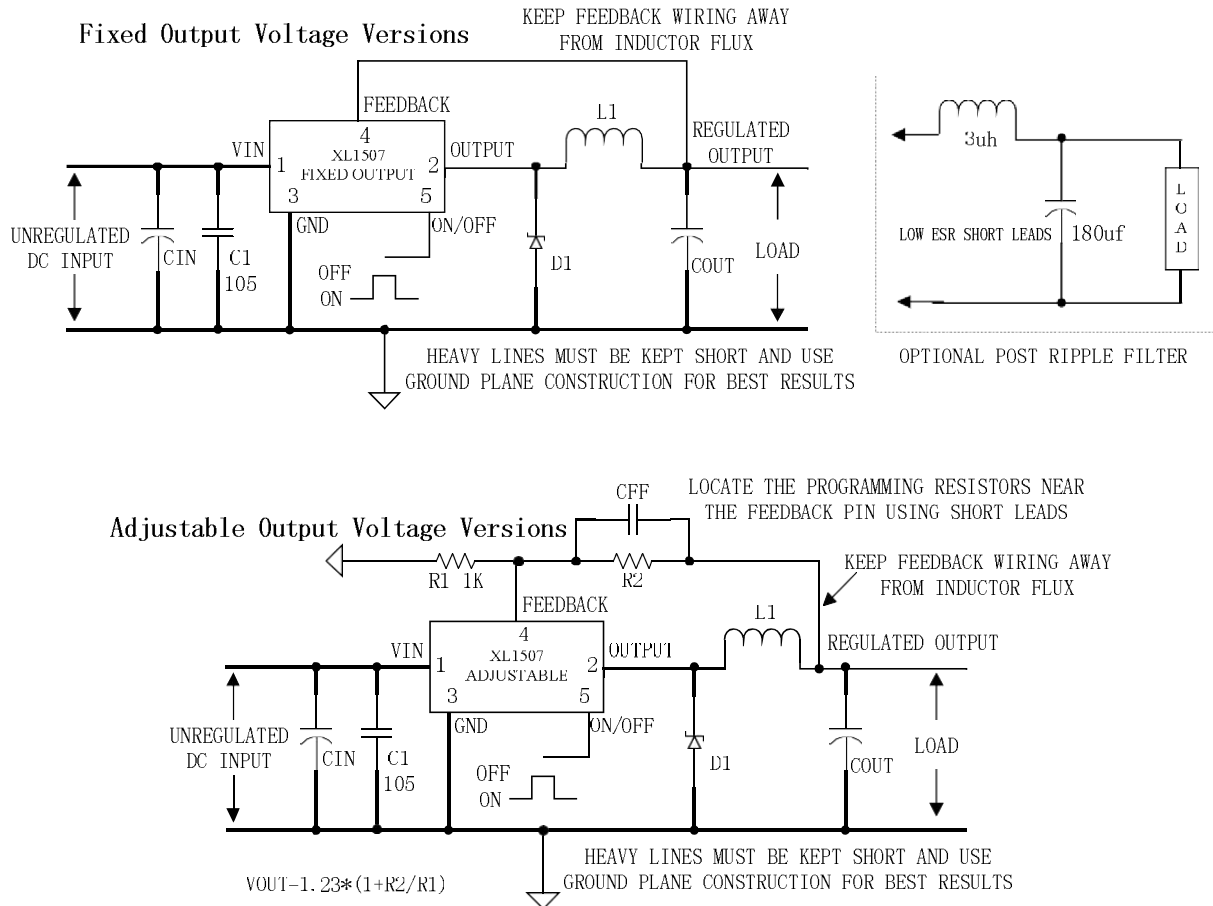 Fixed Output Voltage Versions
KEEP FEEDBACK WIRING AWAY
FROM INDUCTOR FLUX
FEEDBACK
4
XL1507
FIXED OUTPUT
VIN
1
2
OUTPUT
3
5
GND
ON/OFF
L1
REGULATED
OUTPUT
UNREGULATED
DC INPUT
CIN
C1
105
OFF
ON
D1
COUT
LOAD
HEAVY LINES MUST BE KEPT SHORT AND USE
GROUND PLANE CONSTRUCTION FOR BEST RESULTS
3uh
LOW ESR SHORT LEADS
180uf
LOAD
OPTIONAL POST RIPPLE FILTER
Adjustable Output Voltage Versions
CFF
LOCATE THE PROGRAMMING RESISTORS NEAR
THE FEEDBACK PIN USING SHORT LEADS
R1 1K
R2
KEEP FEEDBACK WIRING AWAY
FROM INDUCTOR FLUX
FEEDBACK
4
XL1507
ADJUSTABLE
VIN
1
2
OUTPUT
3
5
GND
ON/OFF
L1
REGULATED OUTPUT
UNREGULATED
DC INPUT
CIN
C1
105
OFF
ON
D1
COUT
LOAD
HEAVY LINES MUST BE KEPT SHORT AND USE
GROUND PLANE CONSTRUCTION FOR BEST RESULTS
VOUT-1.23*(1+R2/R1)